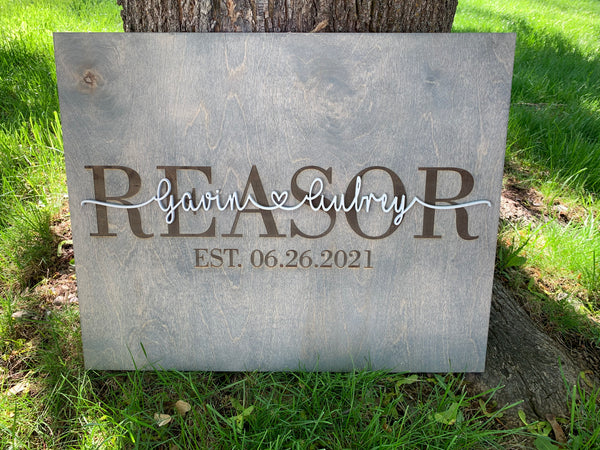 REASOR
Gavin ♡ Aubrey
EST. 06.26.2021